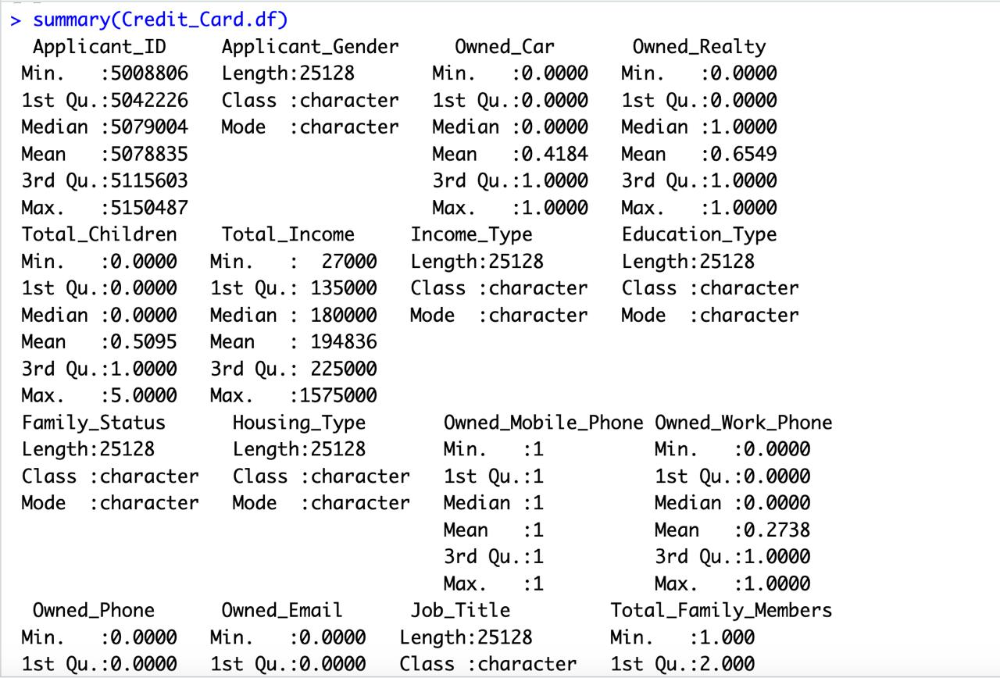 > summary(Credit_Card.df)
  Applicant_ID     Applicant_Gender     Owned_Car       Owned_Realty
 Min.   :5008806   Length:25128       Min.   :0.0000   Min.   :0.0000
 1st Qu.:5042226   Class :character   1st Qu.:0.0000   1st Qu.:0.0000
 Median :5079004   Mode  :character   Median :0.0000   Median :1.0000
 Mean   :5078835                      Mean   :0.4184   Mean   :0.6549
 3rd Qu.:5115603                      3rd Qu.:1.0000   3rd Qu.:1.0000
 Max.   :5150487                      Max.   :1.0000   Max.   :1.0000
 Total_Children    Total_Income     Income_Type        Education_Type
 Min.   :0.0000   Min.   :  27000   Length:25128       Length:25128
 1st Qu.:0.0000   1st Qu.: 135000   Class :character   Class :character
 Median :0.0000   Median : 180000   Mode  :character   Mode  :character
 Mean   :0.5095   Mean   : 194836
 3rd Qu.:1.0000   3rd Qu.: 225000
 Max.   :5.0000   Max.   :1575000
 Family_Status      Housing_Type       Owned_Mobile_Phone Owned_Work_Phone
 Length:25128       Length:25128       Min.   :1          Min.   :0.0000
 Class :character   Class :character   1st Qu.:1          1st Qu.:0.0000
 Mode  :character   Mode  :character   Median :1          Median :0.0000
                                       Mean   :1          Mean   :0.2738
                                       3rd Qu.:1          3rd Qu.:1.0000
                                       Max.   :1          Max.   :1.0000
  Owned_Phone      Owned_Email      Job_Title         Total_Family_Members
 Min.   :0.0000   Min.   :0.0000   Length:25128       Min.   :1.000
 1st Qu.:0.0000   1st Qu.:0.0000   Class :character   1st Qu.:2.000